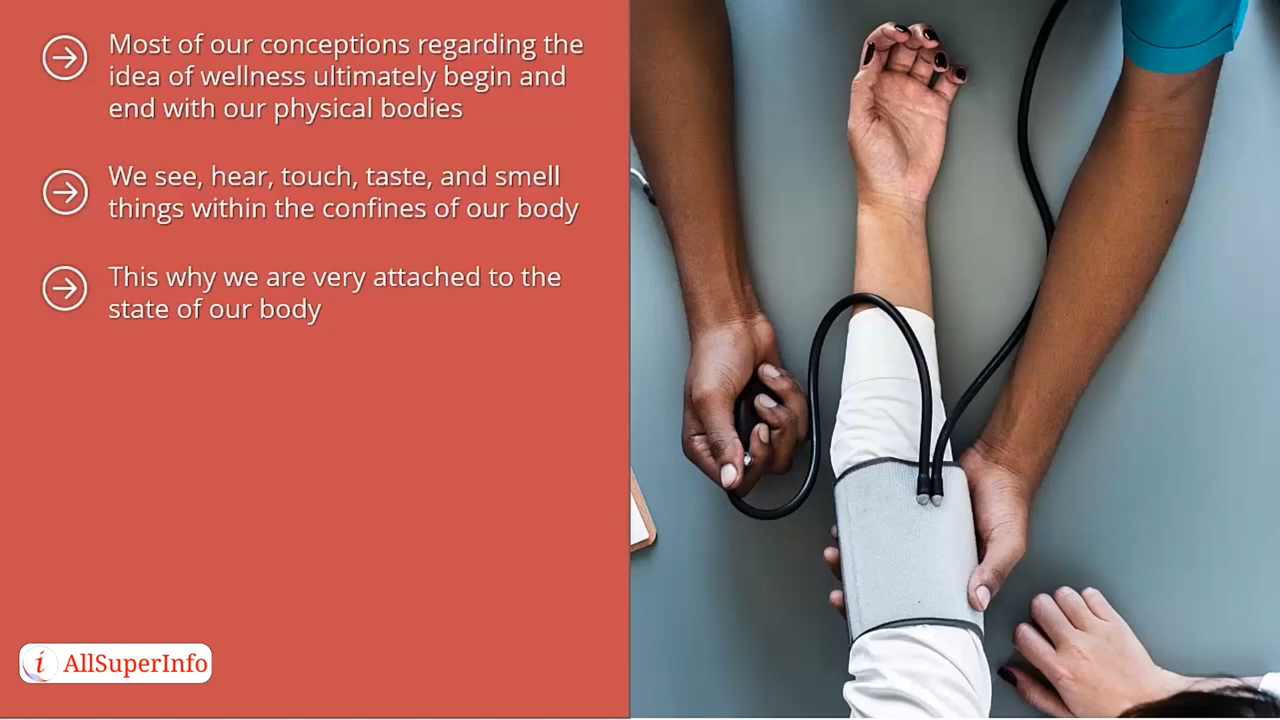 Most of our conceptions regarding the
idea of wellness ultimately begin and
end with our physical bodies
We see, hear, touch, taste, and smell
things within the confines of our body
This why we are very attached to the
state of our body
i AllSuperInfo